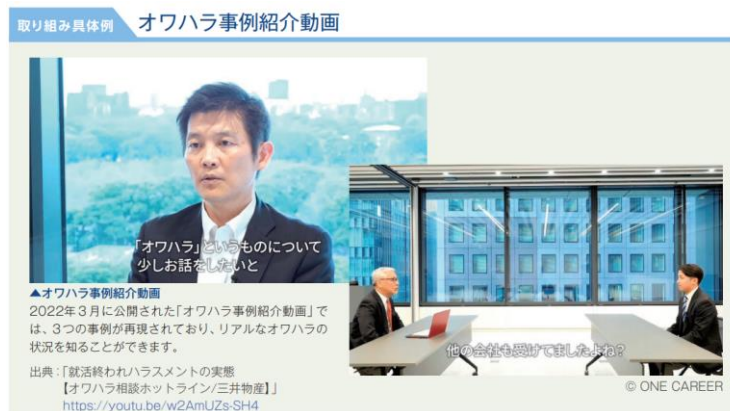 取り組み具体例
オワハラ事例紹介動画
「オワハラ」というものについて
少しお話をしたいと
他の会社も受けてましたよね?
▲オワハラ事例紹介動画
2022年3月に公開された「オワハラ事例紹介動画」で
は、3つの事例が再現されており、リアルなオワハラの
状況を知ることができます。
出典:「就活終われハラスメントの実態
【オワハラ相談ホットライン/三井物産】」
https://youtu.be/w2AmUZs-SH4
© ONE CAREER